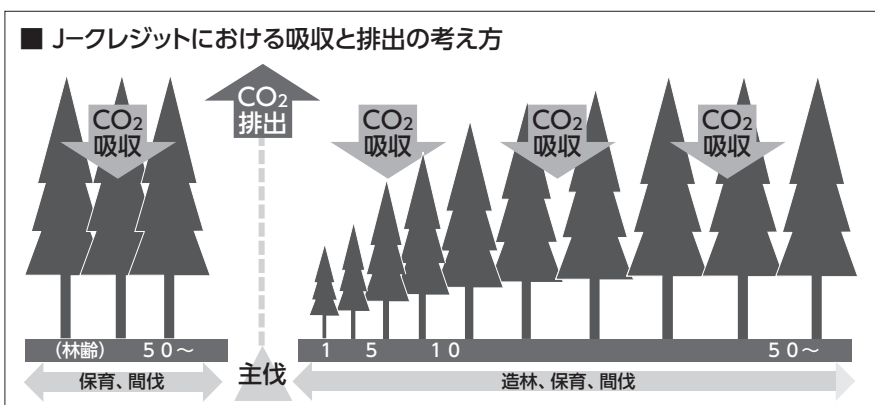 ■ J－クレジットにおける吸収と排出の考え方
CO2
吸収
CO2
排出
CO2
吸収
CO2
吸収
CO2
吸収
（林齢） 50～
1 5 10 50～
保育、間伐
主伐
造林、保育、間伐